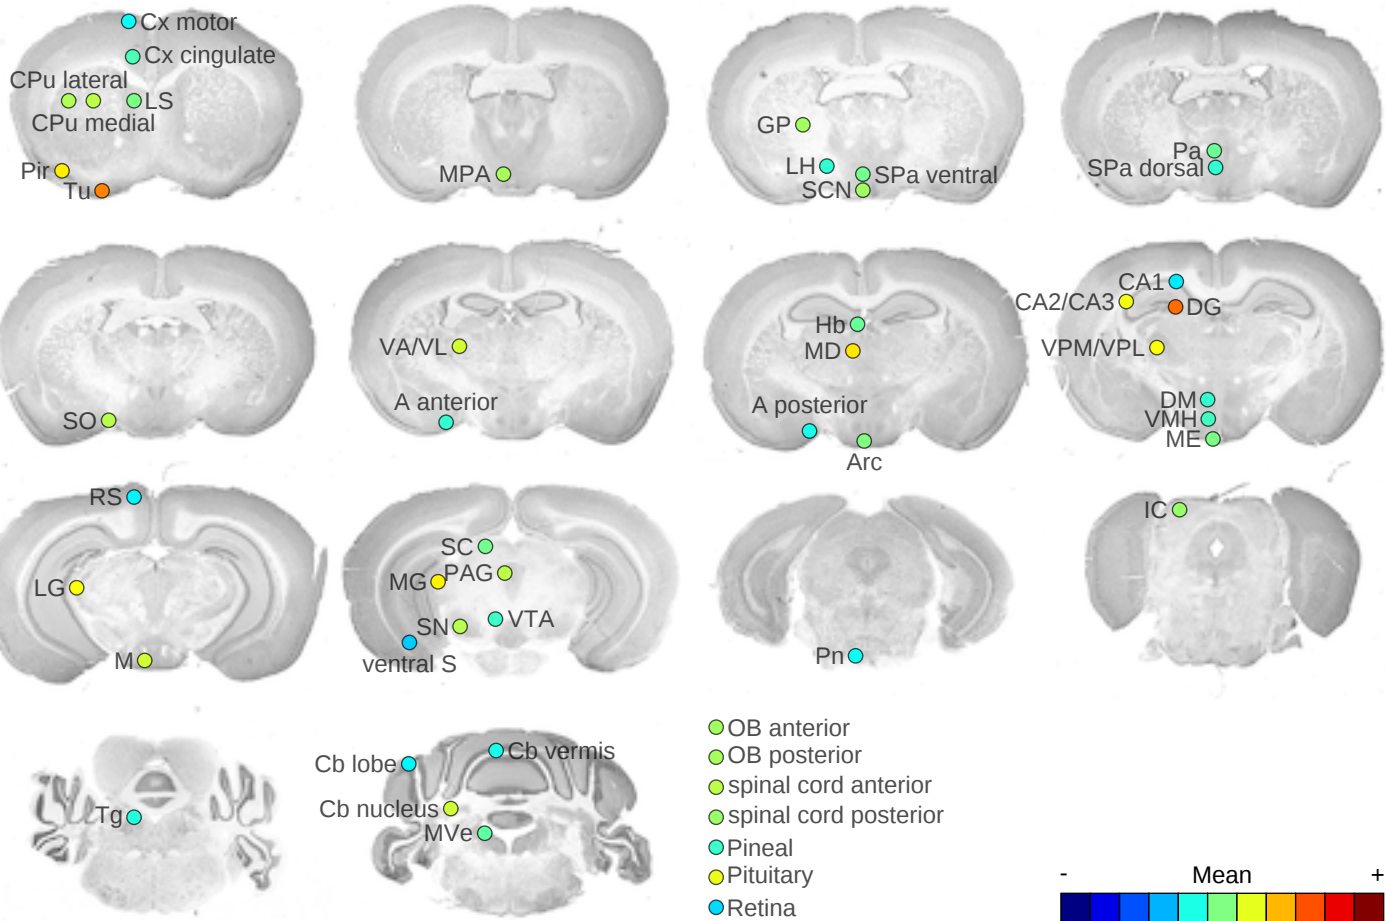 Cx motor
Cx cingulate
CPu lateral
LS
CPu medial
Pir
Tu
MPA
GP
LH
SPa ventral
SCN
Pa
SPa dorsal
SO
VA/VL
A anterior
Hb
MD
A posterior
Arc
CA1
CA2/CA3
DG
VPM/VPL
DM
VMH
ME
RS
LG
M
SC
MG
PAG
SN
VTA
ventral S
Pn
IC
Tg
Cb lobe
Cb vermis
Cb nucleus
MVe
OB anterior
OB posterior
spinal cord anterior
spinal cord posterior
Pineal
Pituitary
Retina
- Mean +